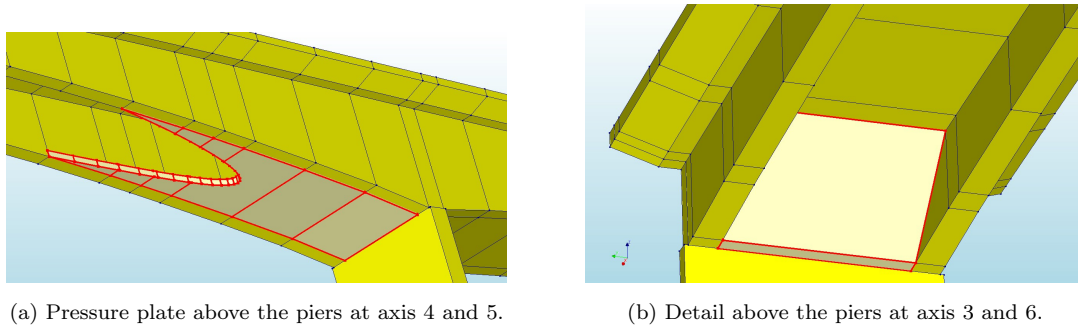 (a) Pressure plate above the piers at axis 4 and 5.
(b) Detail above the piers at axis 3 and 6.